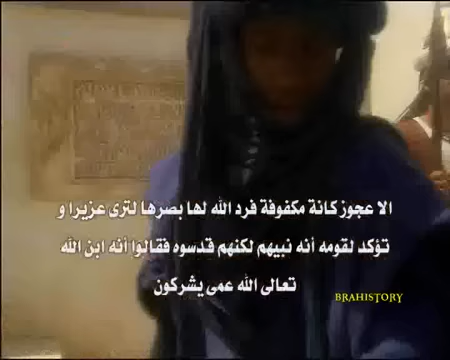 الا عجوز كانة مكفوفة فرد الله لها بصرها لترى عزيرا و
تؤكد لقومه أنه نبيهم لكنهم قدسوه فقالوا أنه ابن الله
تعالى الله عمى يشركون
BRAHISTORY